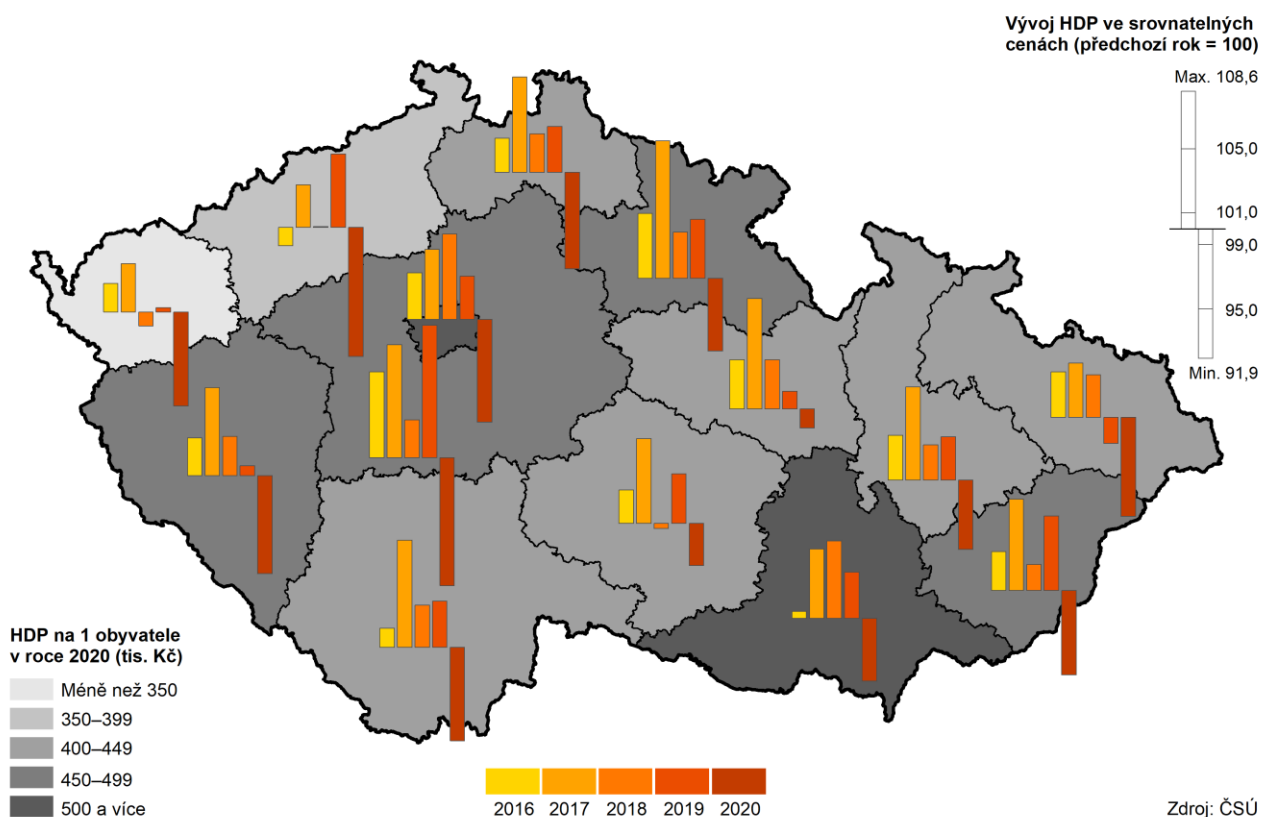 Vývoj HDP ve srovnatelných
cenách (předchozí rok = 100)
Max. 108,6
105,0
101,0
99,0
95,0
Min. 91,9
HDP na 1 obyvatele
v roce 2020 (tis. Kč)
Méně než 350
350–399
400–449
450–499
500 a více
2016 2017 2018 2019 2020
Zdroj: ČSÚ